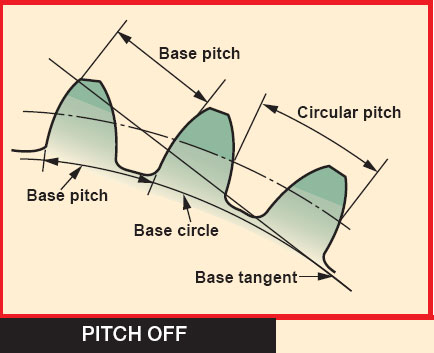 Base pitch
Circular pitch
Base pitch
Base circle
Base tangent
PITCH OFF